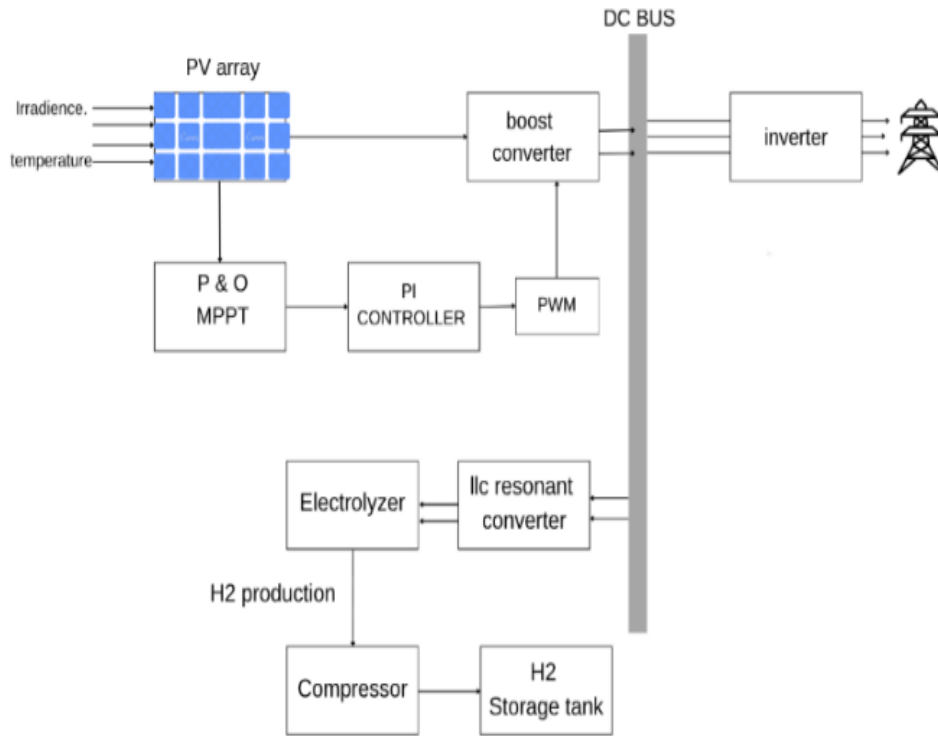 DC BUS
PV array
Irradience.
temperature
boost
converter
inverter
P & O
MPPT
PI
CONTROLLER
PWM
Electrolyzer
llc resonant
converter
H2 production
Compressor
H2
Storage tank